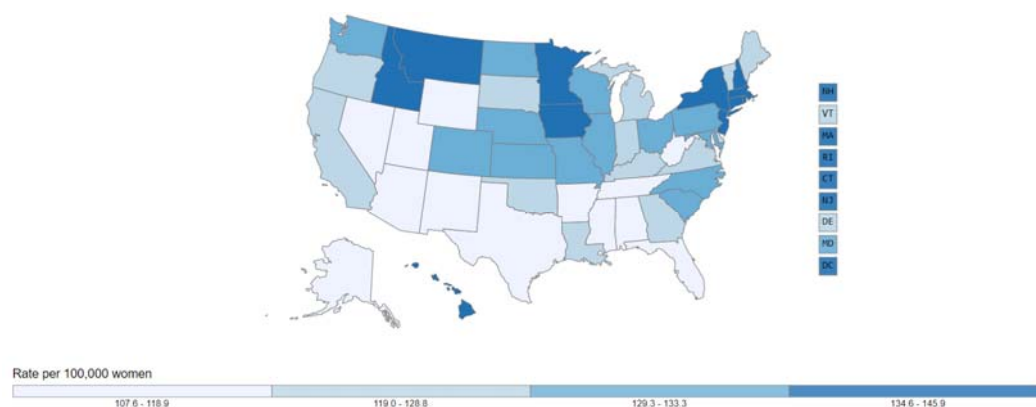 NH
VT
MA
RI
CT
NJ
DE
MD
DC
Rate per 100,000 women
107.6 - 118.9
119.0 - 128.8
129.3 - 133.3
134.6 - 145.9